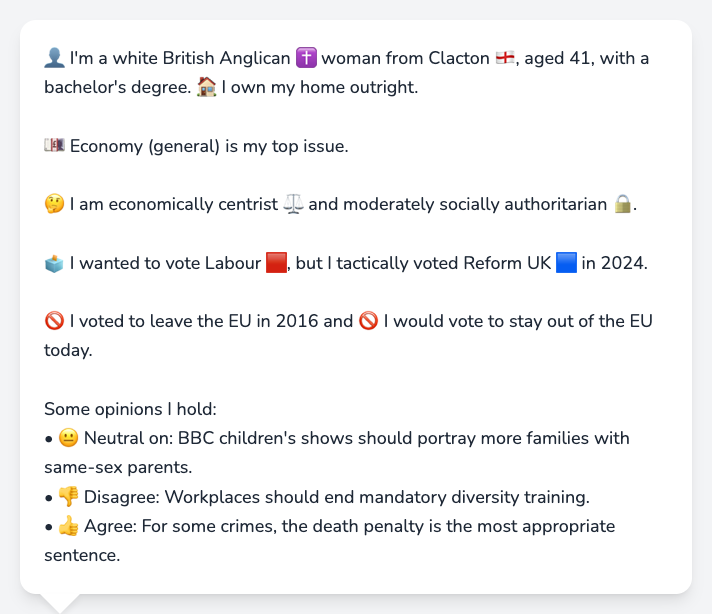 👤 I'm a white British Anglican ✝️ woman from Clacton 🏴󠁧󠁢󠁥󠁮󠁧󠁿, aged 41, with a
bachelor's degree. 🏠 I own my home outright.
💷 Economy (general) is my top issue.
🤔 I am economically centrist ⚖️ and moderately socially authoritarian 🔒.
🗳️ I wanted to vote Labour 🟥, but I tactically voted Reform UK 🟦 in 2024.
🚫 I voted to leave the EU in 2016 and 🚫 I would vote to stay out of the EU
today.
Some opinions I hold:
• 😐 Neutral on: BBC children's shows should portray more families with
same-sex parents.
• 👎 Disagree: Workplaces should end mandatory diversity training.
• 👍 Agree: For some crimes, the death penalty is the most appropriate
sentence.